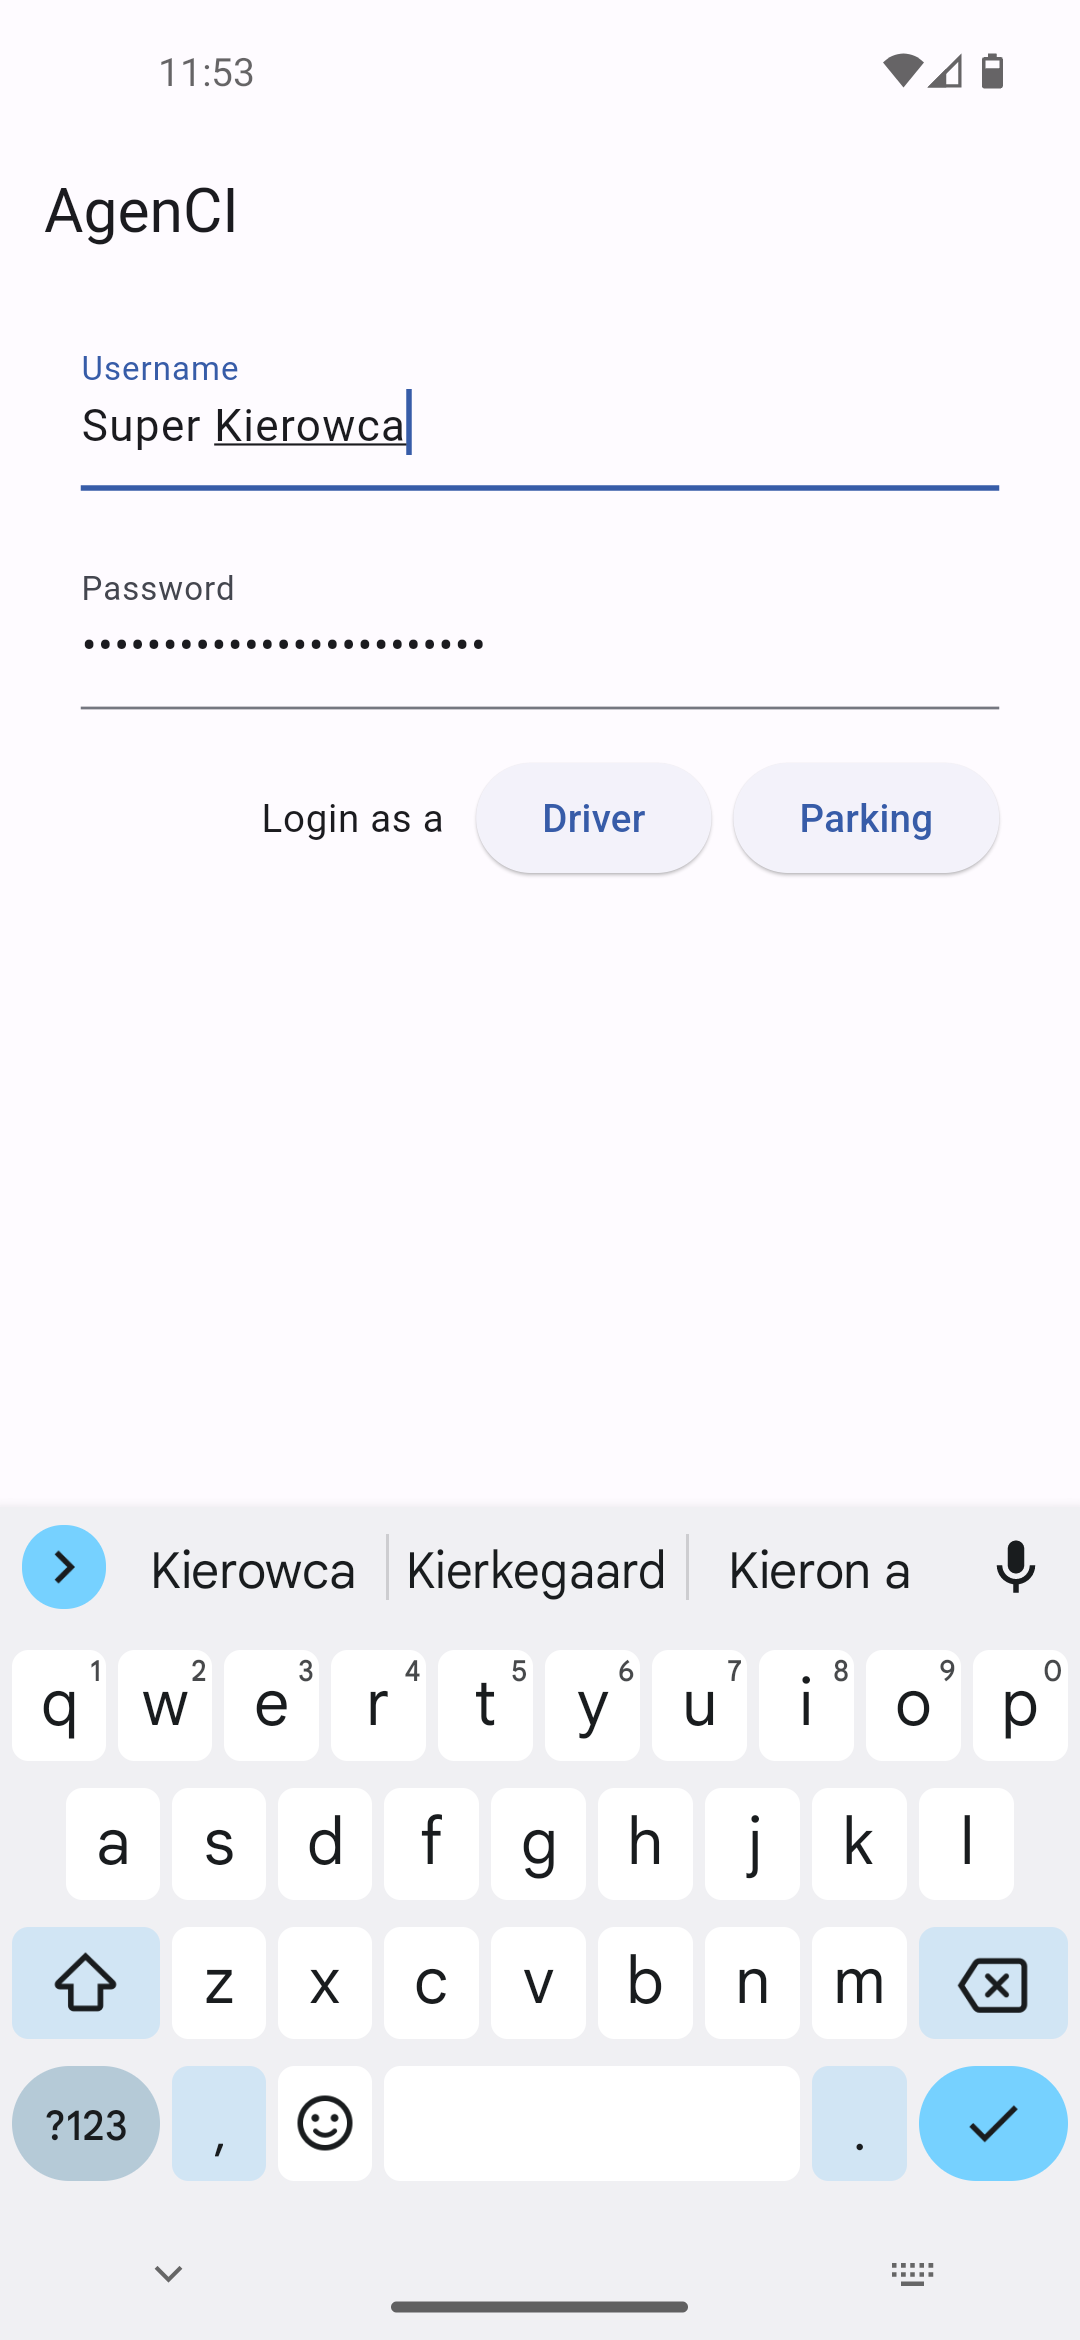 11:53
AgenCI
Username
Super Kierowca
Password
•••••••••••••••••••••••••
Login as a Driver Parking
Kierowca Kierkegaard Kieron a
q1 w2 e3 r4 t5 y6 u7 i8 o9 p0
a s d f g h j k l
z x c v b n m
?123 , .